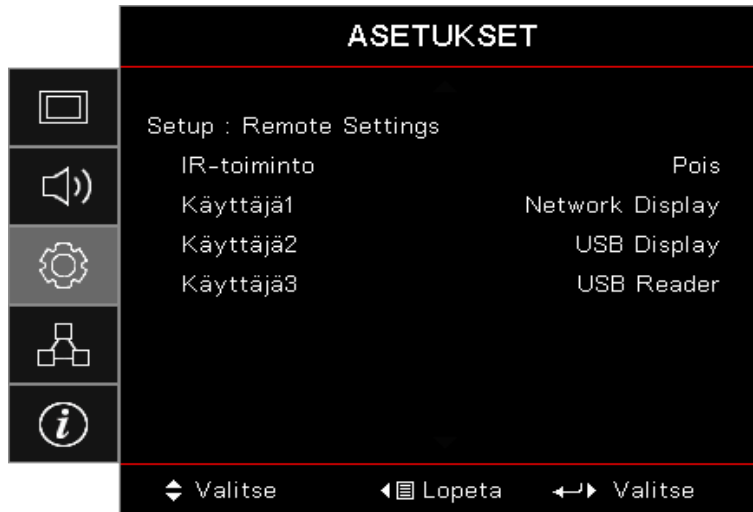 ASETUKSET
Setup : Remote Settings
IR-toiminto Pois
Käyttäjä1 Network Display
Käyttäjä2 USB Display
Käyttäjä3 USB Reader
Valitse Lopeta Valitse